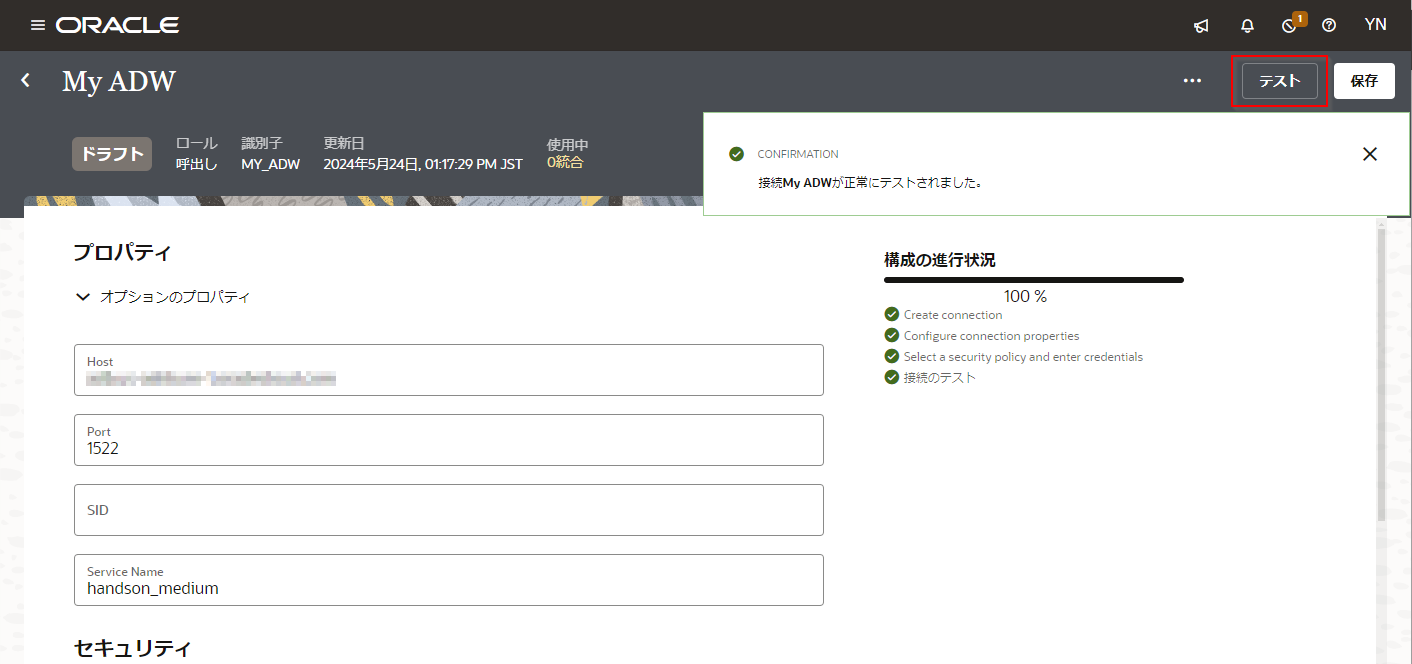 ORACLE
1
YN
My ADW
テスト
保存
ドラフト
ロール
呼出し
識別子
MY_ADW
更新日
2024年5月24日, 01:17:29 PM JST
使用中
0統合
CONFIRMATION
接続My ADWが正常にテストされました。
プロパティ
オプションのプロパティ
Host
Port
1522
SID
Service Name
handson_medium
セキュリティ
構成の進行状況
100 %
Create connection
Configure connection properties
Select a security policy and enter credentials
接続のテスト